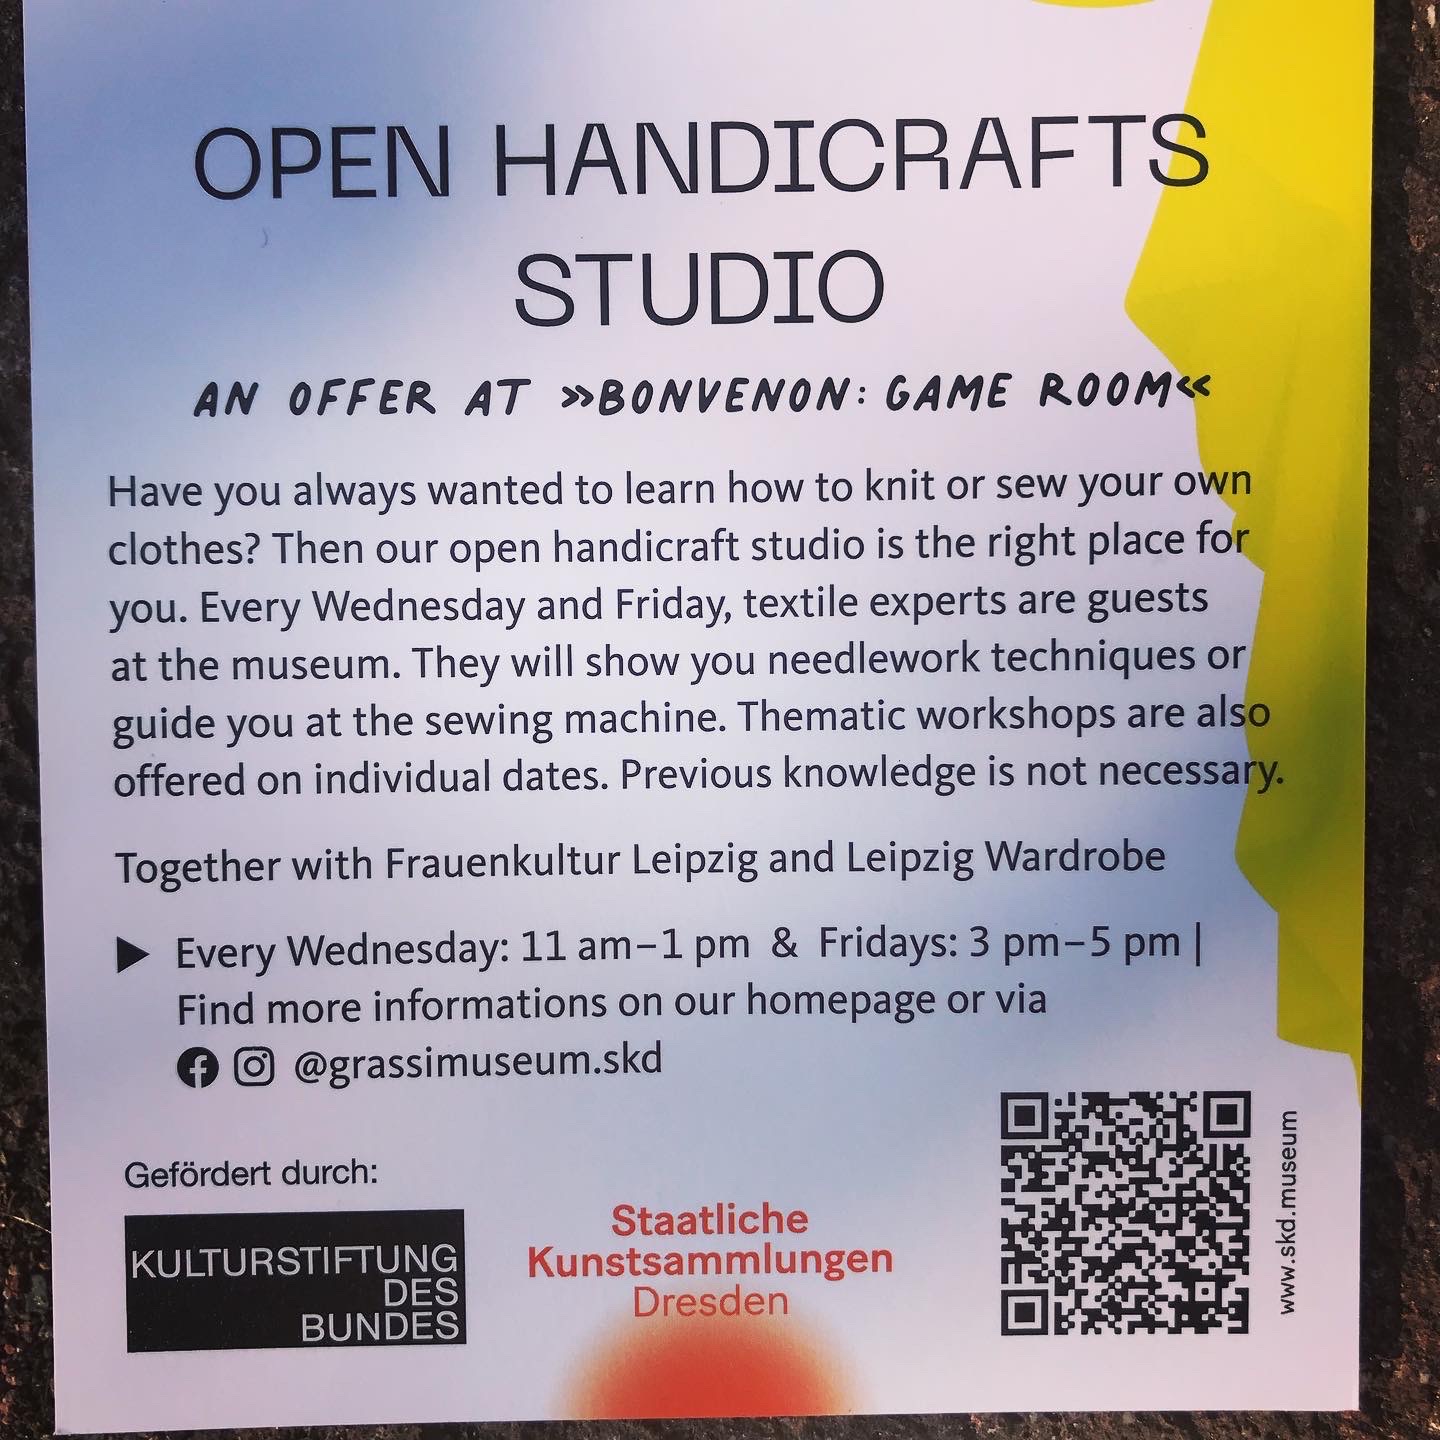 OPEN HANDICRAFTS
STUDIO
AN OFFER AT »BONVENON: GAME ROOM«
Have you always wanted to learn how to knit or sew your own
clothes? Then our open handicraft studio is the right place for
you. Every Wednesday and Friday, textile experts are guests
at the museum. They will show you needlework techniques or
guide you at the sewing machine. Thematic workshops are also
offered on individual dates. Previous knowledge is not necessary.
Together with Frauenkultur Leipzig and Leipzig Wardrobe
▶ Every Wednesday: 11 am–1 pm & Fridays: 3 pm–5 pm |
Find more informations on our homepage or via
@grassimuseum.skd
Gefördert durch:
KULTURSTIFTUNG
DES
BUNDES
Staatliche
Kunstsammlungen
Dresden
www.skd.museum